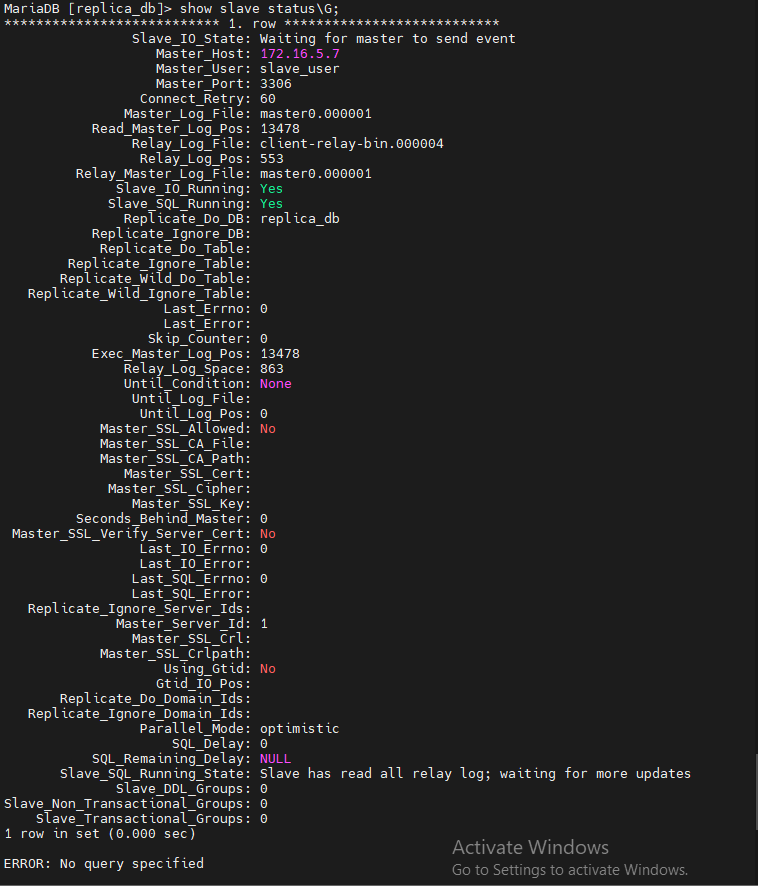 MariaDB [replica_db]> show slave status\G;
*************************** 1. row ***************************
Slave_IO_State: Waiting for master to send event
Master_Host: 172.16.5.7
Master_User: slave_user
Master_Port: 3306
Connect_Retry: 60
Master_Log_File: master0.000001
Read_Master_Log_Pos: 13478
Relay_Log_File: client-relay-bin.000004
Relay_Log_Pos: 553
Relay_Master_Log_File: master0.000001
Slave_IO_Running: Yes
Slave_SQL_Running: Yes
Replicate_Do_DB: replica_db
Replicate_Ignore_DB:
Replicate_Do_Table:
Replicate_Ignore_Table:
Replicate_Wild_Do_Table:
Replicate_Wild_Ignore_Table:
Last_Errno: 0
Last_Error:
Skip_Counter: 0
Exec_Master_Log_Pos: 13478
Relay_Log_Space: 863
Until_Condition: None
Until_Log_File:
Until_Log_Pos: 0
Master_SSL_Allowed: No
Master_SSL_CA_File:
Master_SSL_CA_Path:
Master_SSL_Cert:
Master_SSL_Cipher:
Master_SSL_Key:
Seconds_Behind_Master: 0
Master_SSL_Verify_Server_Cert: No
Last_IO_Errno: 0
Last_IO_Error:
Last_SQL_Errno: 0
Last_SQL_Error:
Replicate_Ignore_Server_Ids:
Master_Server_Id: 1
Master_SSL_Crl:
Master_SSL_Crlpath:
Using_Gtid: No
Gtid_IO_Pos:
Replicate_Do_Domain_Ids:
Replicate_Ignore_Domain_Ids:
Parallel_Mode: optimistic
SQL_Delay: 0
SQL_Remaining_Delay: NULL
Slave_SQL_Running_State: Slave has read all relay log; waiting for more updates
Slave_DDL_Groups: 0
Slave_Non_Transactional_Groups: 0
Slave_Transactional_Groups: 0
1 row in set (0.000 sec)
ERROR: No query specified
Activate Windows
Go to Settings to activate Windows.